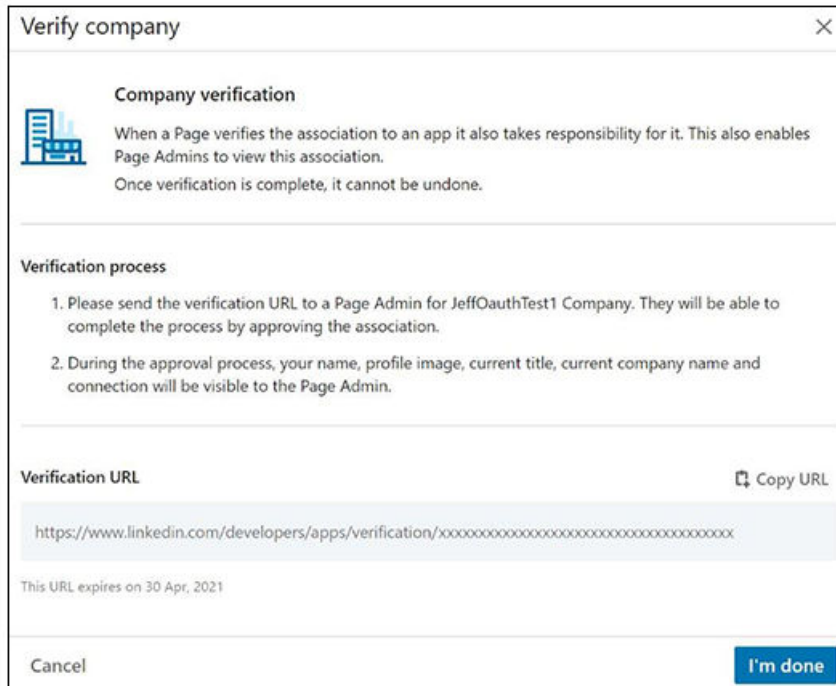 Verify company
Company verification
When a Page verifies the association to an app it also takes responsibility for it. This also enables
Page Admins to view this association.
Once verification is complete, it cannot be undone.
Verification process
1. Please send the verification URL to a Page Admin for JeffOauthTest1 Company. They will be able to
complete the process by approving the association.
2. During the approval process, your name, profile image, current title, current company name and
connection will be visible to the Page Admin.
Verification URL
Copy URL
https://www.linkedin.com/developers/apps/verification/xxxxxxxxxxxxxxxxxxxxxxxxxxxxxxxxxxxx
This URL expires on 30 Apr, 2021
Cancel
I'm done